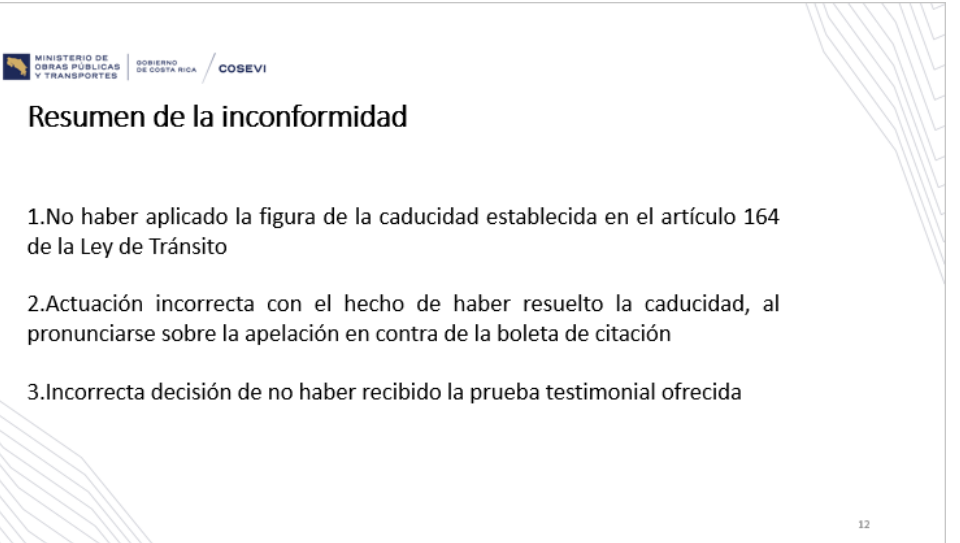 MINISTERIO DE
OBRAS PÚBLICAS
Y TRANSPORTES
GOBIERNO
DE COSTA RICA
COSEVI
Resumen de la inconformidad
1.No haber aplicado la figura de la caducidad establecida en el artículo 164
de la Ley de Tránsito
2.Actuación incorrecta con el hecho de haber resuelto la caducidad, al
pronunciarse sobre la apelación en contra de la boleta de citación
3.Incorrecta decisión de no haber recibido la prueba testimonial ofrecida
12